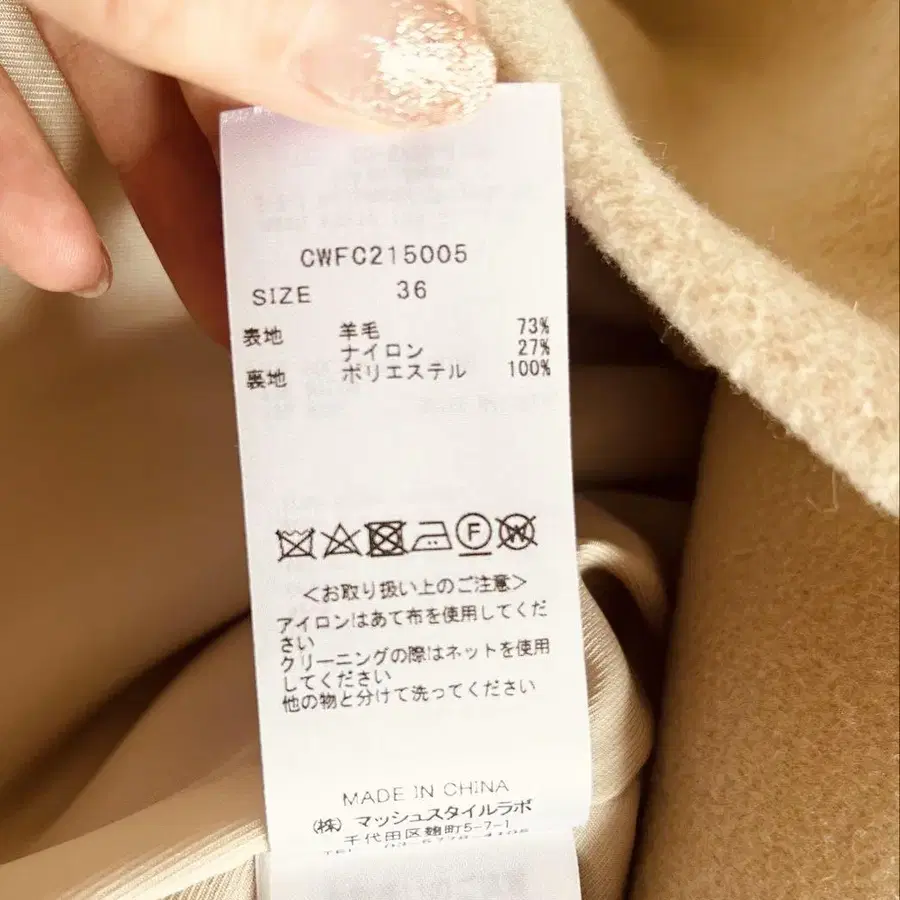 CWFC215005
SIZE 36
表地 羊毛 73%
ナイロン 27%
裏地 ポリエステル 100%
F
W
<お取り扱い上のご注意>
アイロンはあて布を使用してくだ
さい
クリーニングの際はネットを使用
してください
他の物と分けて洗ってください
MADE IN CHINA
(株) マッシュスタイルラボ
千代田区麹町5-7-1